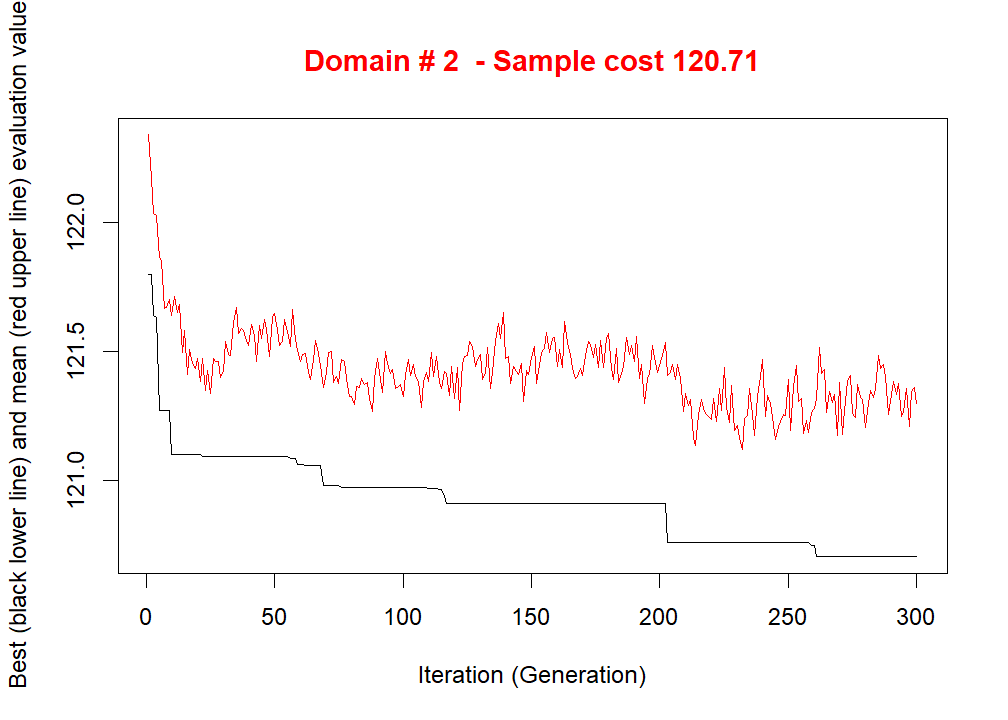 Domain # 2  - Sample cost 120.71
Best (black lower line) and mean (red upper line) evaluation value
122.0
121.5
121.0
0 50 100 150 200 250 300
Iteration (Generation)